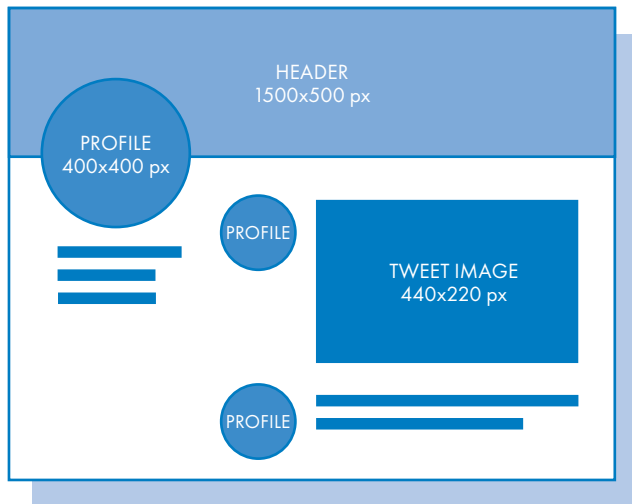 HEADER
1500x500 px
PROFILE
400x400 px
PROFILE
TWEET IMAGE
440x220 px
PROFILE